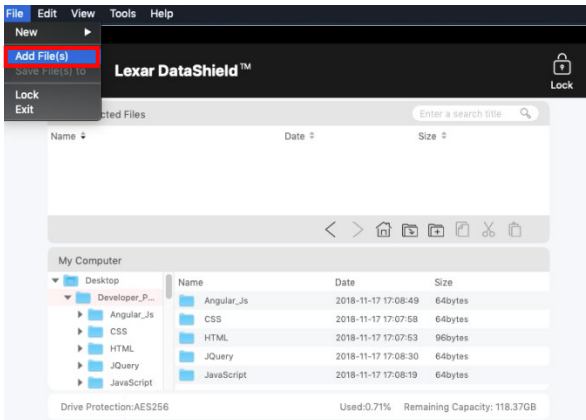 File Edit View Tools Help
New
Add File(s)
Save File(s) to
Lock
Exit
Lexar DataShield™
Lock
cted Files
Enter a search title
Name Date Size
My Computer
Desktop
Developer_P...
Angular_Js
CSS
HTML
JQuery
JavaScript
Name Date Size
Angular_Js 2018-11-17 17:08:49 64bytes
CSS 2018-11-17 17:07:58 64bytes
HTML 2018-11-17 17:07:53 96bytes
JQuery 2018-11-17 17:08:30 64bytes
JavaScript 2018-11-17 17:08:19 64bytes
Drive Protection:AES256 Used:0.71% Remaining Capacity: 118.37GB